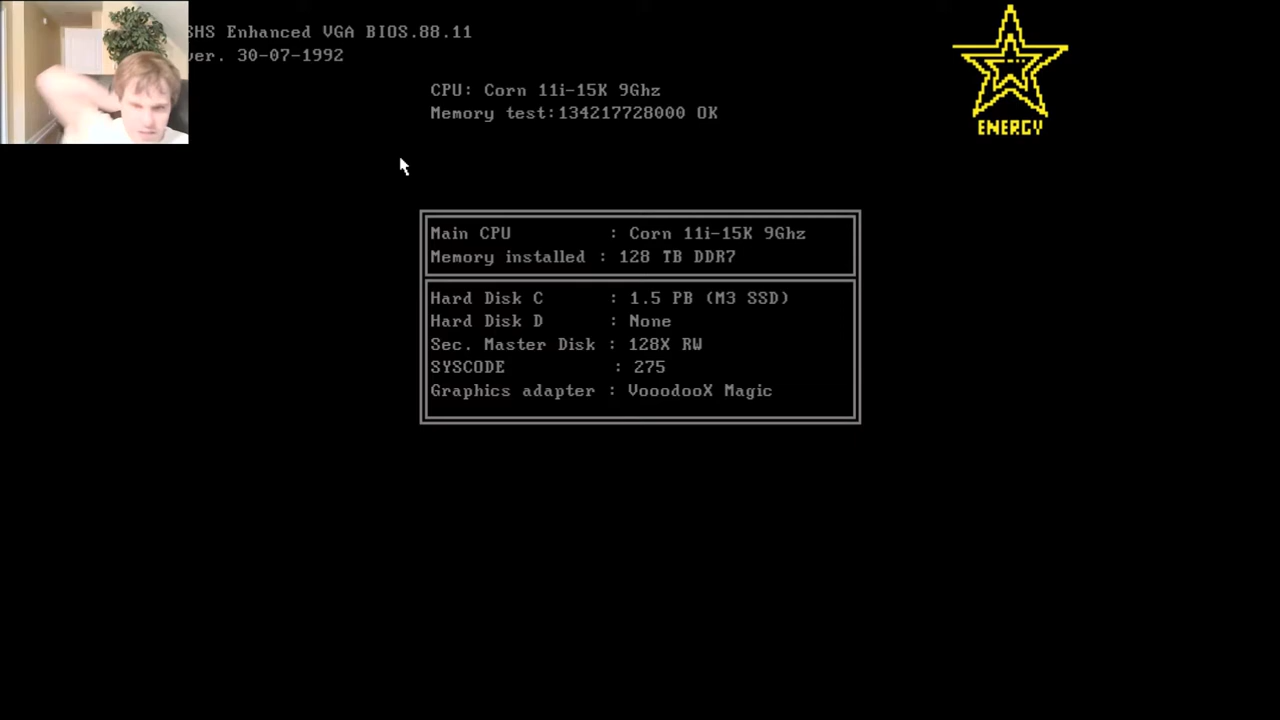 SHS Enhanced VGA BIOS.88.11
ver. 30-07-1992
CPU: Corn 11i-15K 9Ghz
Memory test:134217728000 OK
ENERGY
Main CPU : Corn 11i-15K 9Ghz
Memory installed : 128 TB DDR7
Hard Disk C : 1.5 PB (M3 SSD)
Hard Disk D : None
Sec. Master Disk : 128X RW
SYSCODE : 275
Graphics adapter : VooodooX Magic